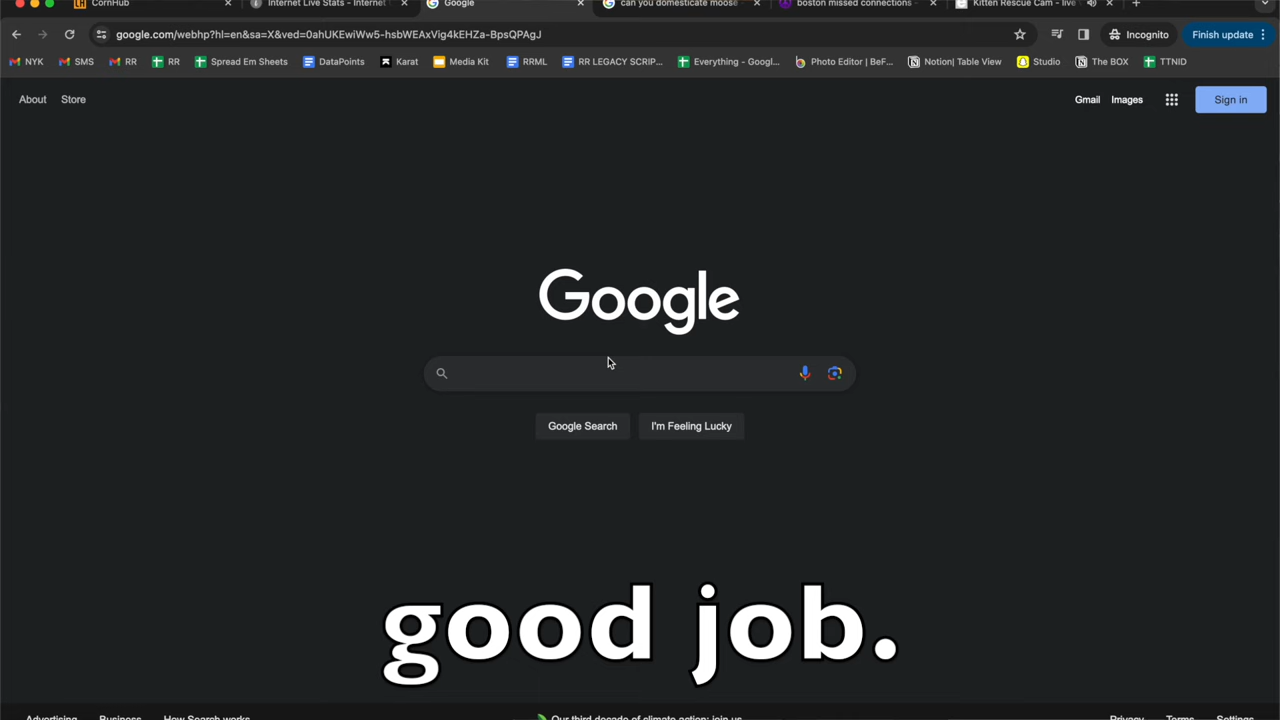 CornHub
Internet Live Stats - Internet
Google
can you domesticate moose
boston missed connections
Kitten Rescue Cam - live
google.com/webhp?hl=en&sa=X&ved=0ahUKEwiWw5-hsbWEAxVig4kEHZa-BpsQPAgJ
Incognito
Finish update
NYK
SMS
RR
RR
Spread Em Sheets
DataPoints
Karat
Media Kit
RRML
RR LEGACY SCRIP...
Everything - Googl...
Photo Editor | BeF...
Notion| Table View
Studio
The BOX
TTNID
About Store
Gmail Images
Sign in
Google
Google Search
I'm Feeling Lucky
good job.
Advertising Business How Search works
Our third decade of climate action: join us
Privacy Terms Settings